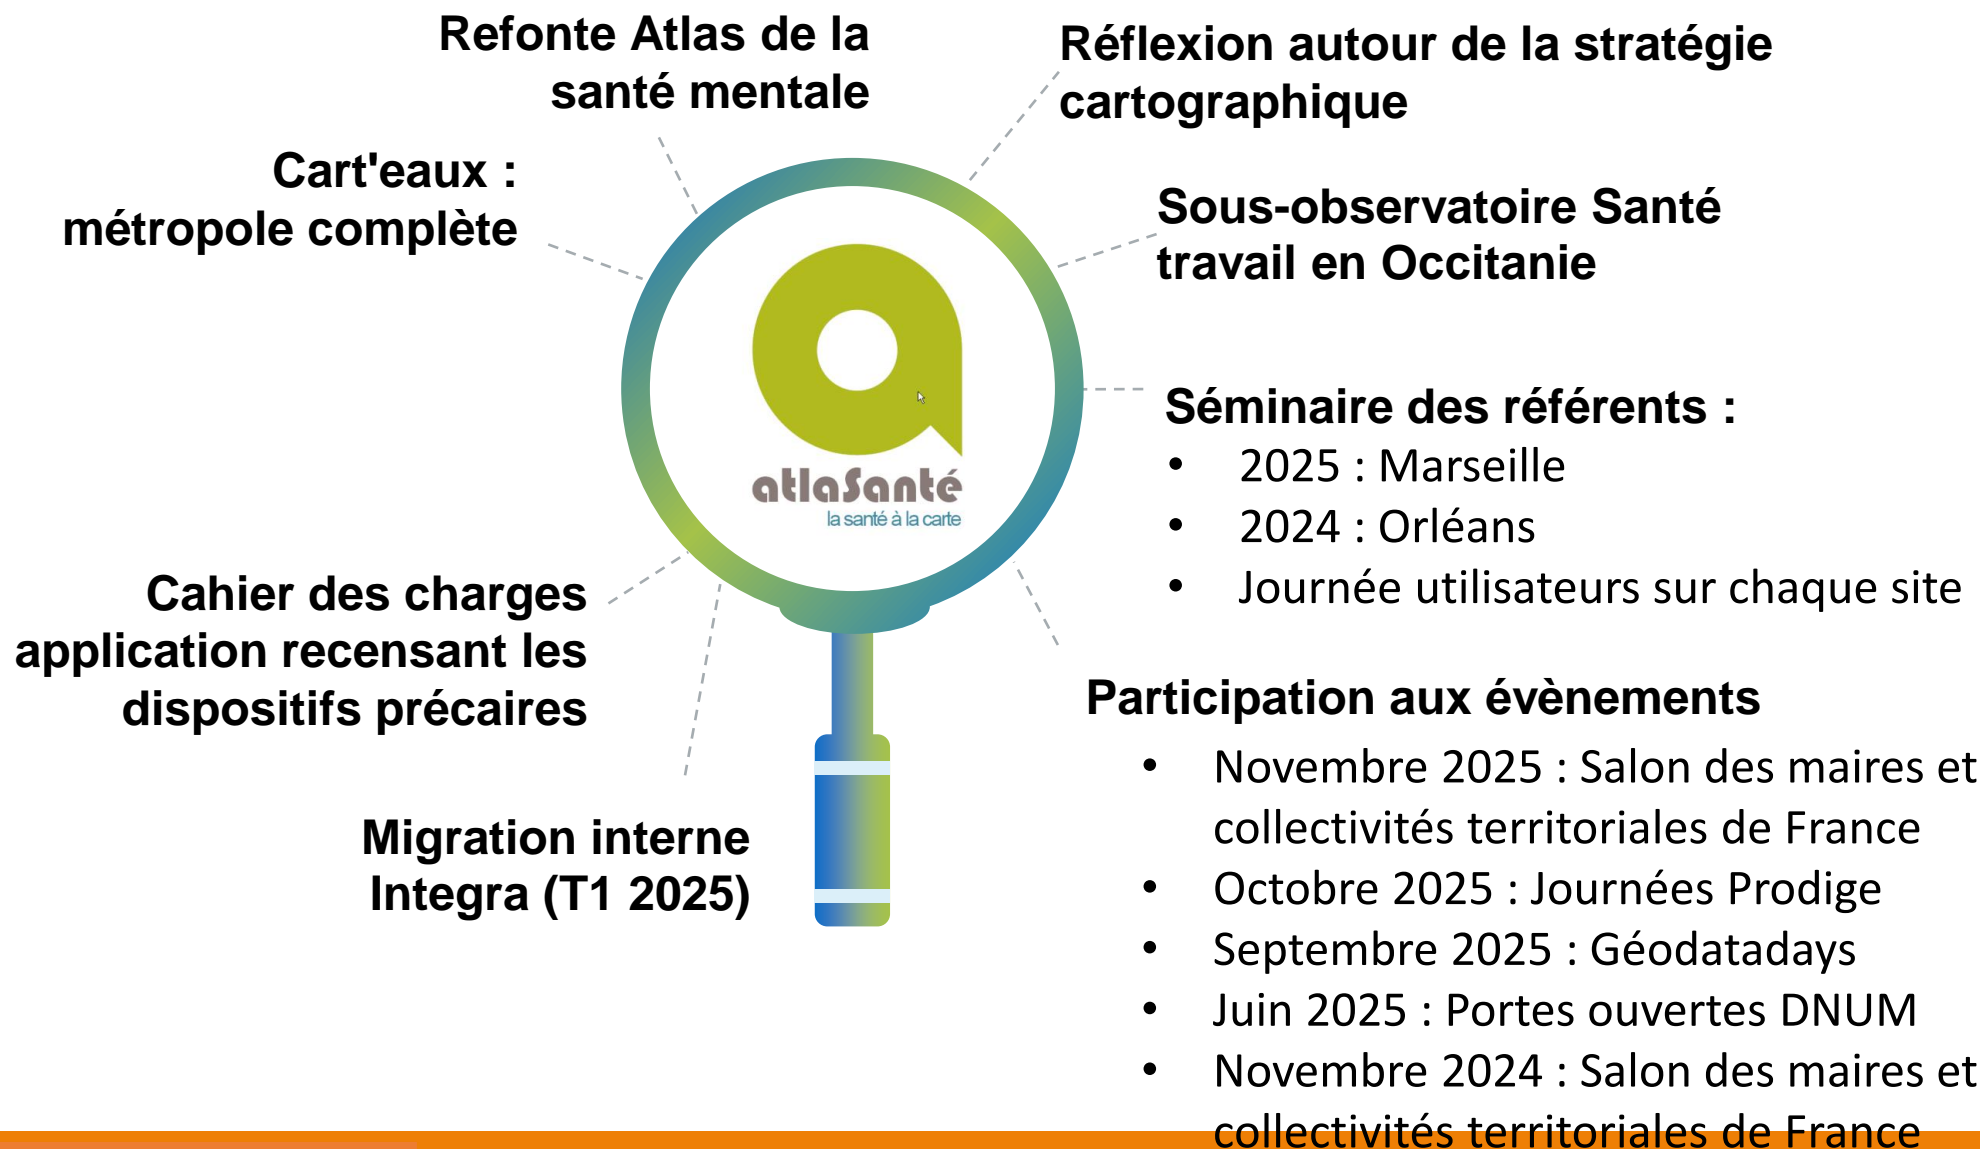 Refonte Atlas de la
santé mentale
Cart'eaux :
métropole complète
Cahier des charges
application recensant les
dispositifs précaires
Migration interne
Integra (T1 2025)
atlaSanté
la santé à la carte
Réflexion autour de la stratégie
cartographique
Sous-observatoire Santé
travail en Occitanie
Séminaire des référents :
• 2025 : Marseille
• 2024 : Orléans
• Journée utilisateurs sur chaque site
Participation aux évènements
• Novembre 2025 : Salon des maires et
collectivités territoriales de France
• Octobre 2025 : Journées Prodige
• Septembre 2025 : Géodatadays
• Juin 2025 : Portes ouvertes DNUM
• Novembre 2024 : Salon des maires et
collectivités territoriales de France